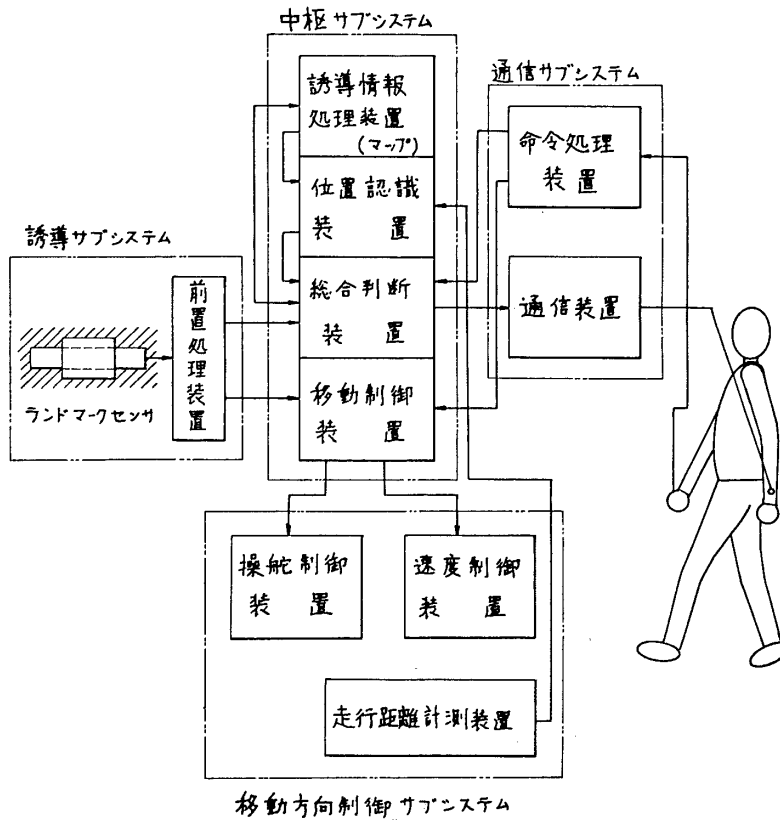 中枢サブシステム
誘導情報
処理装置
(マップ)
位置認識
装置
総合判断
装置
移動制御
装置
通信サブシステム
命令処理
装置
通信装置
誘導サブシステム
前置処理装置
ランドマークセンサ
操舵制御
装置
速度制御
装置
走行距離計測装置
移動方向制御サブシステム